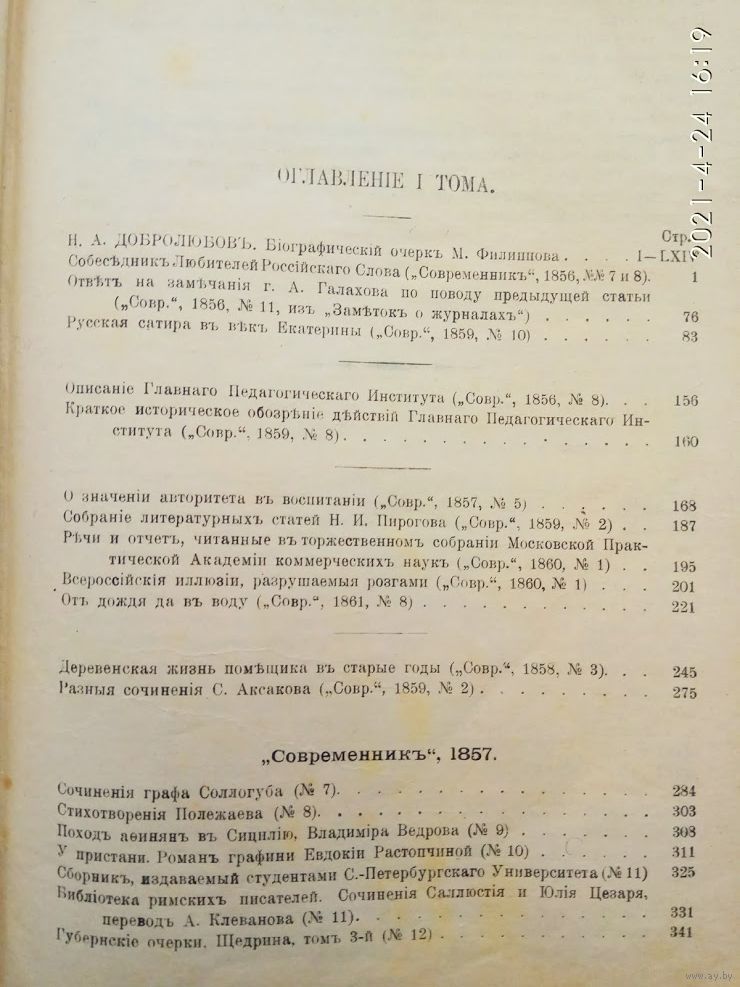 2021-4-24 16:19
ОГЛАВЛЕНІЕ I ТОМА.
Стр.
Н. А. ДОБРОЛЮБОВЪ. Біографическій очеркъ М. Филиппова . . . . I—LXIV
Собесѣдникъ Любителей Россійскаго Слова („Современникъ“, 1856, №№ 7 и 8). 1
Отвѣтъ на замѣчанія г. А. Галахова по поводу предыдущей статьи
(„Совр.“, 1856, № 11, изъ „Замѣтокъ о журналахъ“) . . . . . . 76
Русская сатира въ вѣкъ Екатерины („Совр.“, 1859, № 10) . . . . . . 83
Описаніе Главнаго Педагогическаго Института („Совр.“, 1856, № 8). . . 156
Краткое историческое обозрѣніе дѣйствій Главнаго Педагогическаго Ин-
ститута („Совр.“, 1859, № 8). . . . . . . . . . . . . . . 160
О значеніи авторитета въ воспитаніи („Совр.“, 1857, № 5) . . . . . . 168
Собраніе литературныхъ статей Н. И. Пирогова („Совр.“, 1859, № 2) . . 187
Рѣчи и отчетъ, читанные въ торжественномъ собраніи Московской Прак-
тической Академіи коммерческихъ наукъ („Совр.“, 1860, № 1) . . 195
Всероссійскія иллюзіи, разрушаемыя розгами („Совр.“, 1860, № 1) . . . 201
Отъ дождя да въ воду („Совр.“, 1861, № 8) . . . . . . . . . . . 221
Деревенская жизнь помѣщика въ старые годы („Совр.“, 1858, № 3). . . 245
Разныя сочиненія С. Аксакова („Совр.“, 1859, № 2) . . . . . . . . . 275
„Современникъ“, 1857.
Сочиненія графа Соллогуба (№ 7). . . . . . . . . . . . . . . . 284
Стихотворенія Полежаева (№ 8). . . . . . . . . . . . . . . . . 303
Походъ аѳинянъ въ Сицилію, Владиміра Ведрова (№ 9) . . . . . . . 308
У пристани. Романъ графини Евдокіи Растопчиной (№ 10) . . . . . . 311
Сборникъ, издаваемый студентами С.-Петербургскаго Университета (№ 11) 325
Библіотека римскихъ писателей. Сочиненія Саллюстія и Юлія Цезаря,
переводъ А. Клеванова (№ 11). . . . . . . . . . . . . . . 331
Губернскіе очерки. Щедрина, томъ 3-й (№ 12) . . . . . . . . . . . 341
www.ay.by